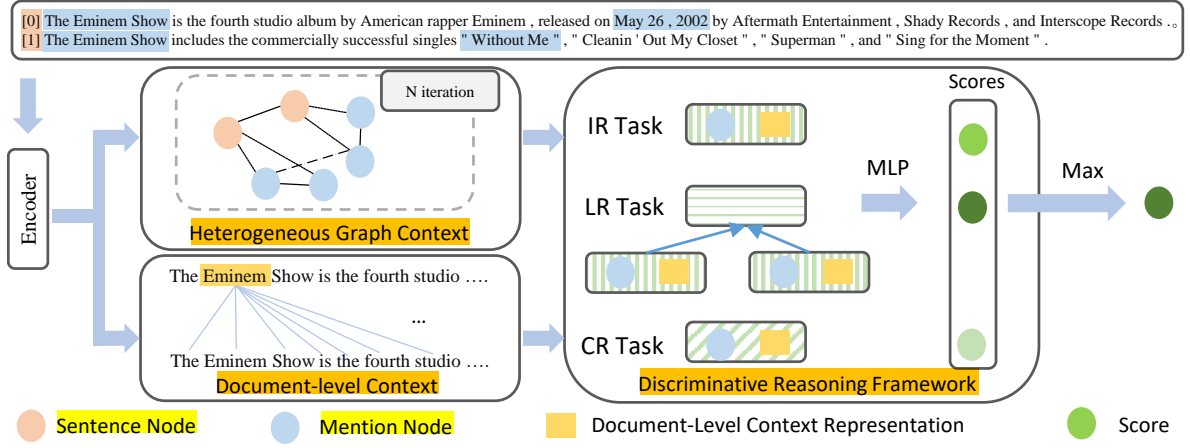 [0] The Eminem Show is the fourth studio album by American rapper Eminem , released on May 26 , 2002 by Aftermath Entertainment , Shady Records , and Interscope Records . 。
[1] The Eminem Show includes the commercially successful singles " Without Me " , " Cleanin ' Out My Closet " , " Superman " , and " Sing for the Moment " .
Encoder
N iteration
Heterogeneous Graph Context
The Eminem Show is the fourth studio ….
...
The Eminem Show is the fourth studio ….
Document-level Context
IR Task
LR Task
CR Task
Discriminative Reasoning Framework
MLP
Scores
Max
Sentence Node
Mention Node
Document-Level Context Representation
Score